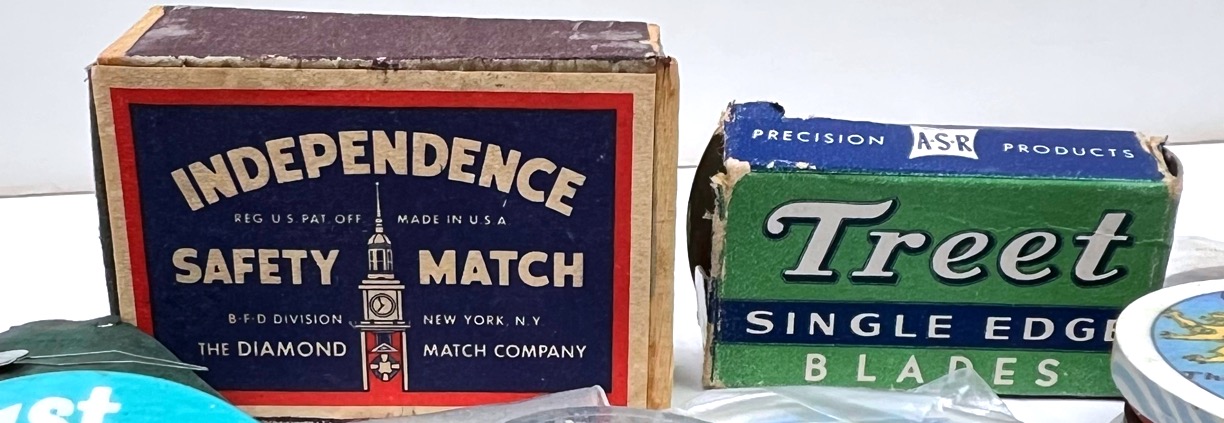 INDEPENDENCE
REG U.S. PAT. OFF. MADE IN U.S.A.
SAFETY MATCH
B·F·D DIVISION NEW YORK, N.Y.
THE DIAMOND MATCH COMPANY
PRECISION A·S·R PRODUCTS
Treet
SINGLE EDGE
BLADES